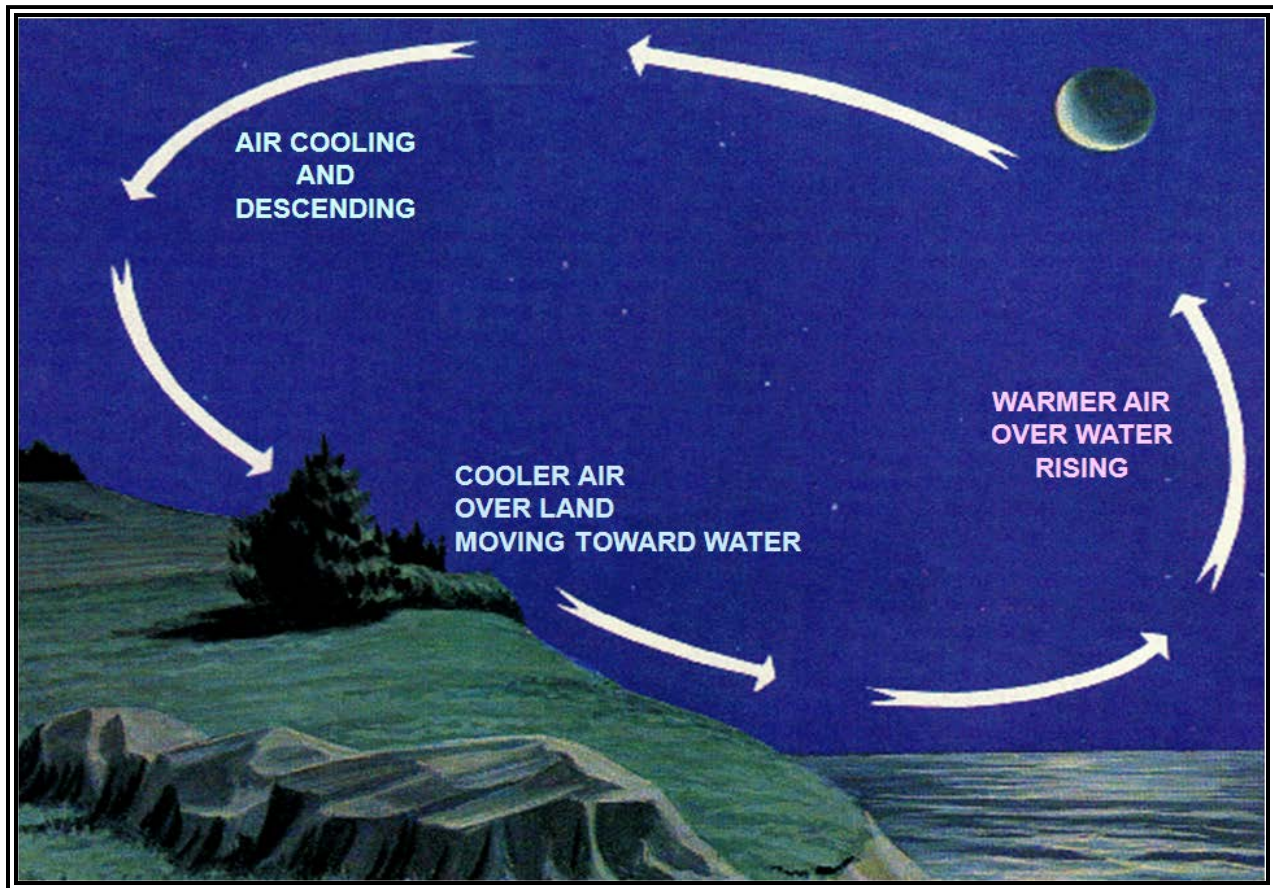 AIR COOLING
AND
DESCENDING
WARMER AIR
OVER WATER
RISING
COOLER AIR
OVER LAND
MOVING TOWARD WATER